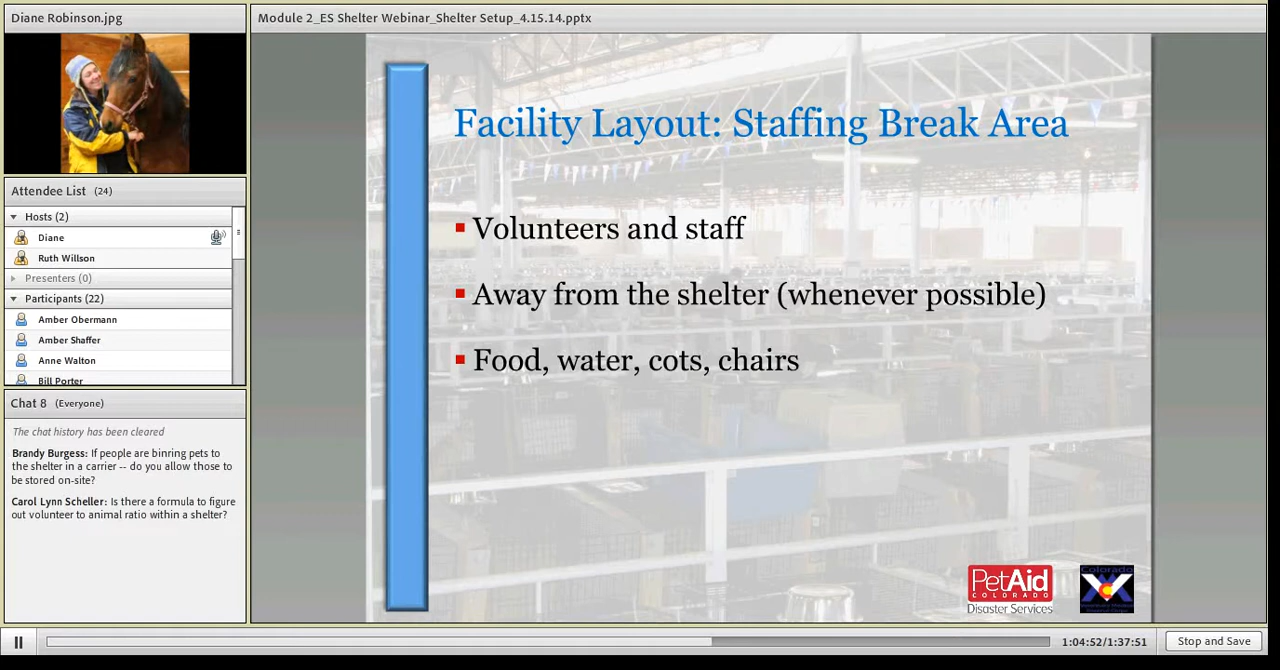 Diane Robinson.jpg
Module 2_ES Shelter Webinar_Shelter Setup_4.15.14.pptx
Attendee List (24)
Hosts (2)
Diane
Ruth Willson
Presenters (0)
Participants (22)
Amber Obermann
Amber Shaffer
Anne Walton
Bill Porter
Chat 8 (Everyone)
The chat history has been cleared
Brandy Burgess: If people are binring pets to
the shelter in a carrier -- do you allow those to
be stored on-site?
Carol Lynn Scheller: Is there a formula to figure
out volunteer to animal ratio within a shelter?
Facility Layout: Staffing Break Area
Volunteers and staff
Away from the shelter (whenever possible)
Food, water, cots, chairs
PetAid
COLORADO
Disaster Services
Colorado
1:04:52/1:37:51
Stop and Save